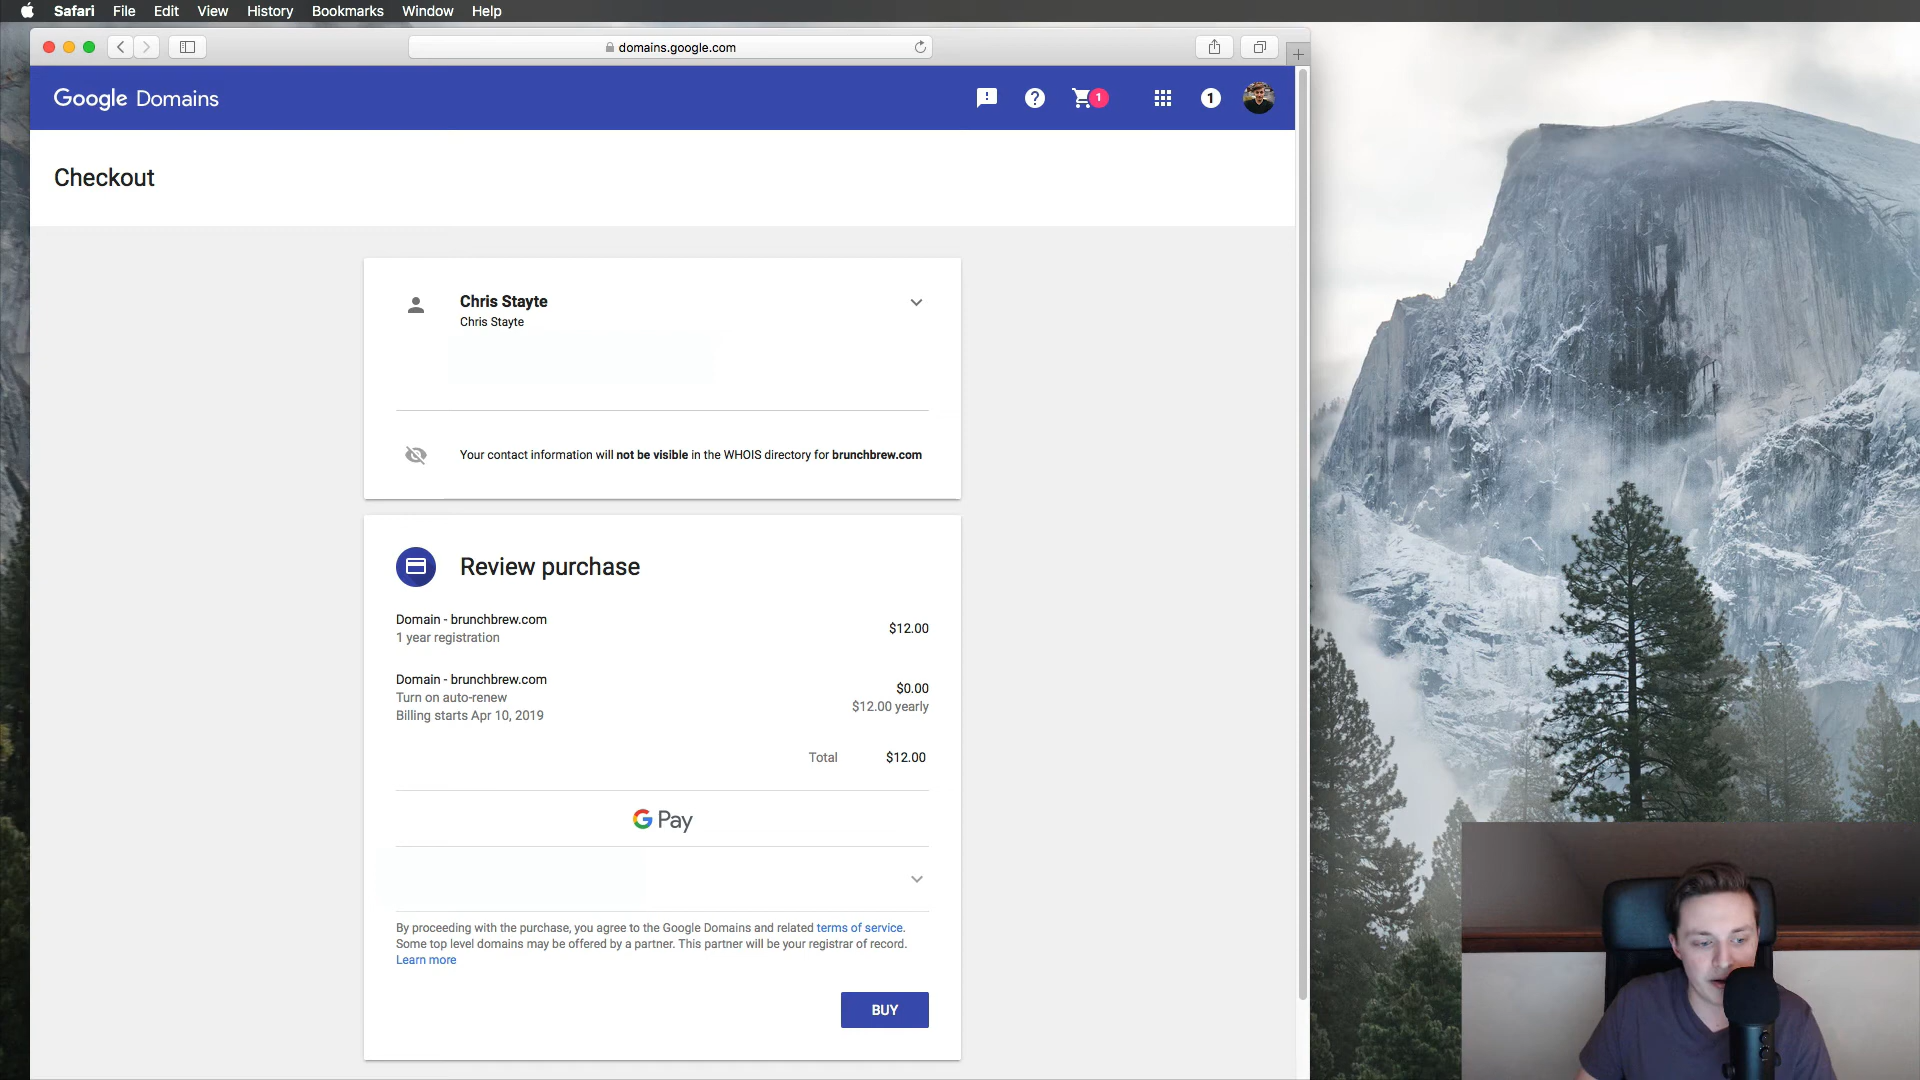 Safari File Edit View History Bookmarks Window Help
domains.google.com
Google Domains
1
1
Checkout
Chris Stayte
Chris Stayte
Your contact information will not be visible in the WHOIS directory for brunchbrew.com
Review purchase
Domain - brunchbrew.com
1 year registration
$12.00
Domain - brunchbrew.com
Turn on auto-renew
Billing starts Apr 10, 2019
$0.00
$12.00 yearly
Total $12.00
G Pay
By proceeding with the purchase, you agree to the Google Domains and related terms of service.
Some top level domains may be offered by a partner. This partner will be your registrar of record.
Learn more
BUY